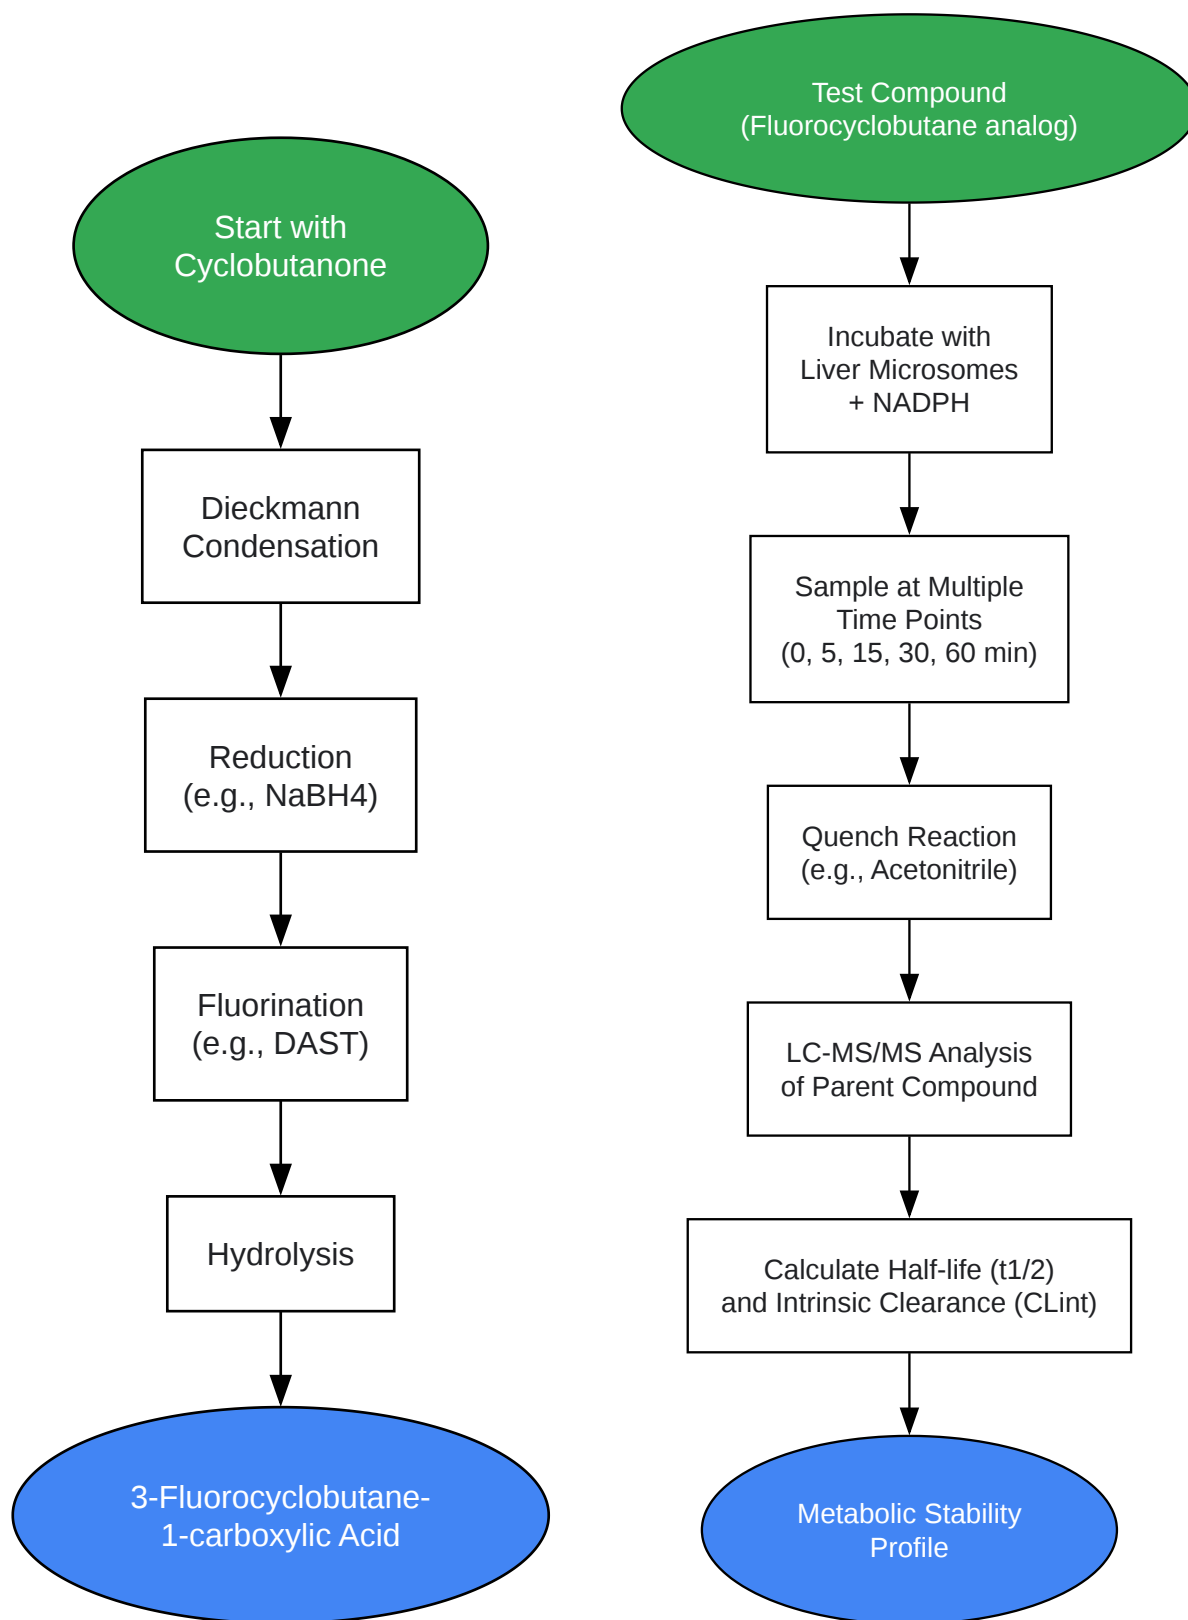 Start with
Cyclobutanone
Dieckmann
Condensation
Reduction
(e.g., NaBH4)
Fluorination
(e.g., DAST)
Hydrolysis
3-Fluorocyclobutane-
1-carboxylic Acid
Test Compound
(Fluorocyclobutane analog)
Incubate with
Liver Microsomes
+ NADPH
Sample at Multiple
Time Points
(0, 5, 15, 30, 60 min)
Quench Reaction
(e.g., Acetonitrile)
LC-MS/MS Analysis
of Parent Compound
Calculate Half-life (t1/2)
and Intrinsic Clearance (CLint)
Metabolic Stability
Profile